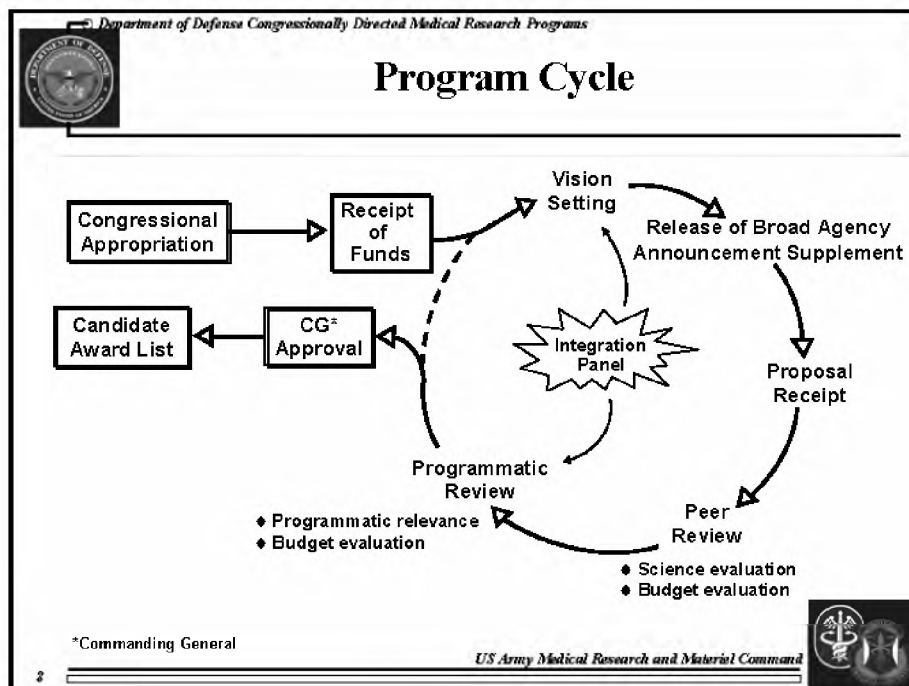 Department of Defense Congressionally Directed Medical Research Programs
Program Cycle
Congressional
Appropriation
Receipt
of
Funds
Vision
Setting
Release of Broad Agency
Announcement Supplement
Candidate
Award List
CG*
Approval
Integration
Panel
Proposal
Receipt
Programmatic
Review
♦ Programmatic relevance
♦ Budget evaluation
Peer
Review
♦ Science evaluation
♦ Budget evaluation
*Commanding General
US Army Medical Research and Materiel Command